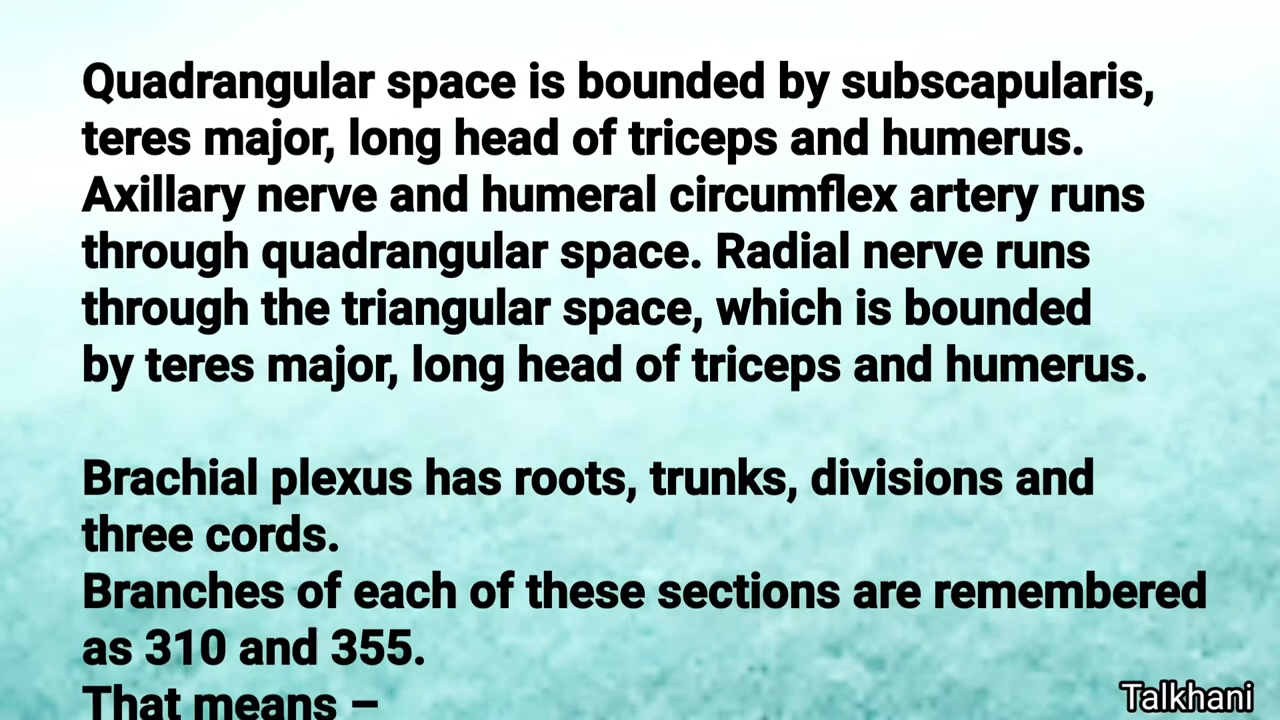 Quadrangular space is bounded by subscapularis,
teres major, long head of triceps and humerus.
Axillary nerve and humeral circumflex artery runs
through quadrangular space. Radial nerve runs
through the triangular space, which is bounded
by teres major, long head of triceps and humerus.
Brachial plexus has roots, trunks, divisions and
three cords.
Branches of each of these sections are remembered
as 310 and 355.
That means –
Talkhani